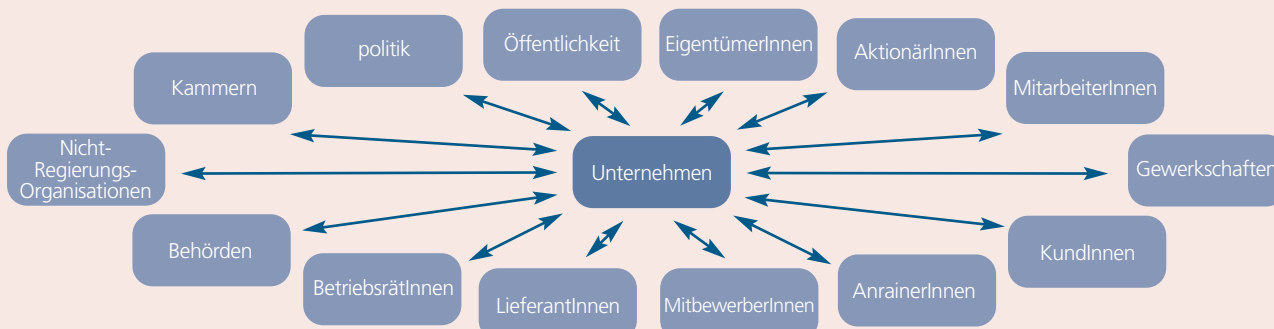 politik
Öffentlichkeit
EigentümerInnen
AktionärInnen
Kammern
MitarbeiterInnen
Nicht-
Regierungs-
Organisationen
Unternehmen
Gewerkschaften
Behörden
KundInnen
BetriebsrätInnen
LieferantInnen
MitbewerberInnen
AnrainerInnen